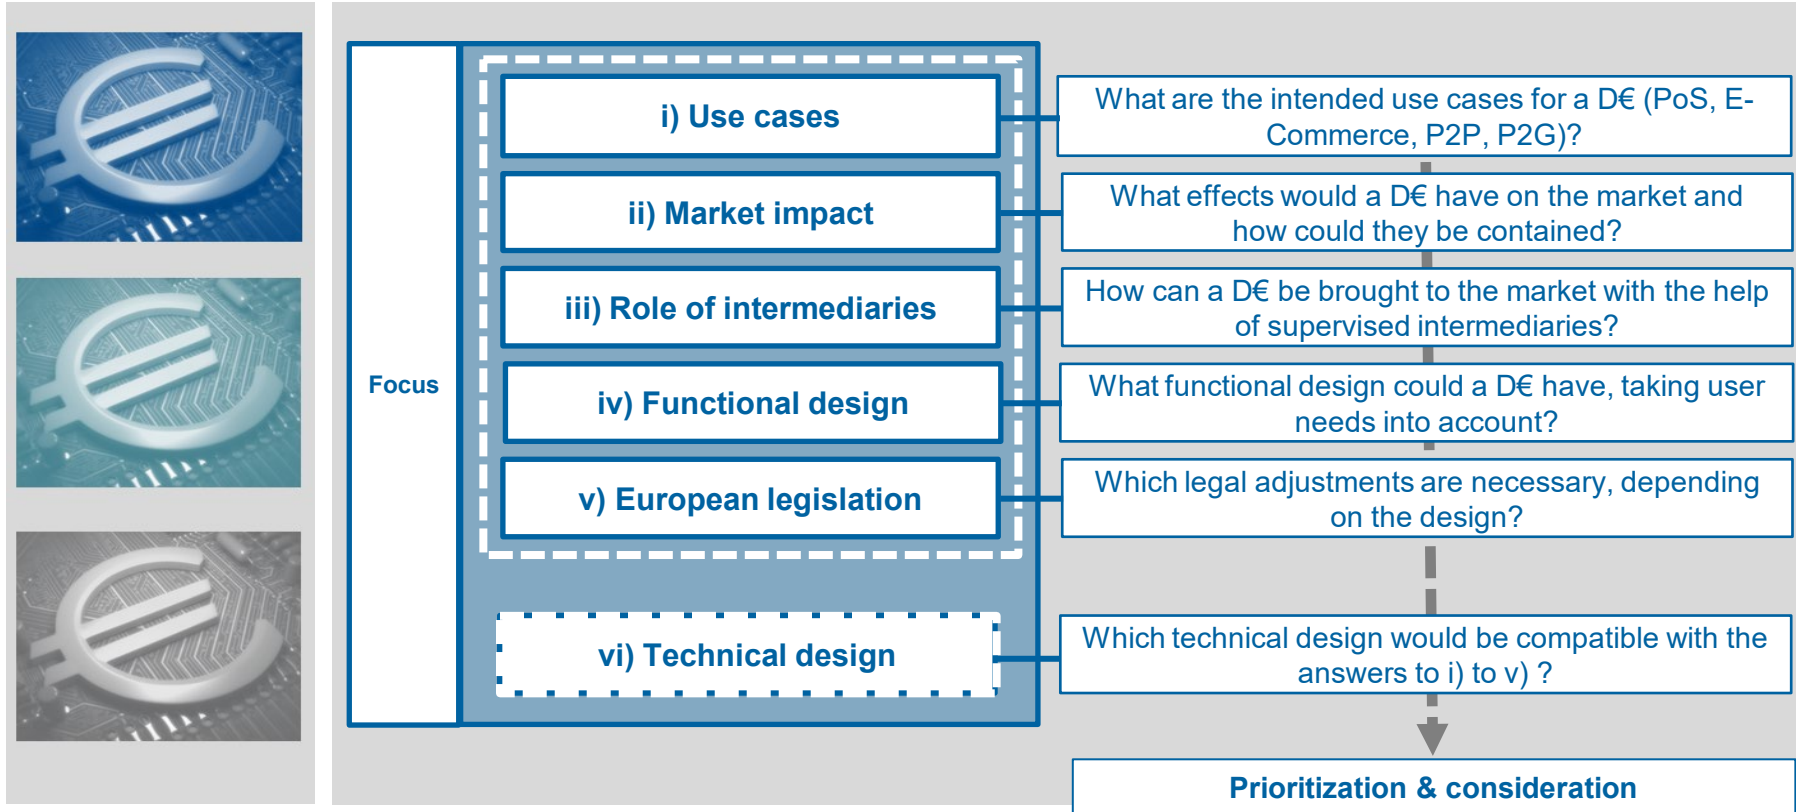 Focus
i) Use cases
What are the intended use cases for a D€ (PoS, E-
Commerce, P2P, P2G)?
ii) Market impact
What effects would a D€ have on the market and
how could they be contained?
iii) Role of intermediaries
How can a D€ be brought to the market with the help
of supervised intermediaries?
iv) Functional design
What functional design could a D€ have, taking user
needs into account?
v) European legislation
Which legal adjustments are necessary, depending
on the design?
vi) Technical design
Which technical design would be compatible with the
answers to i) to v) ?
Prioritization & consideration